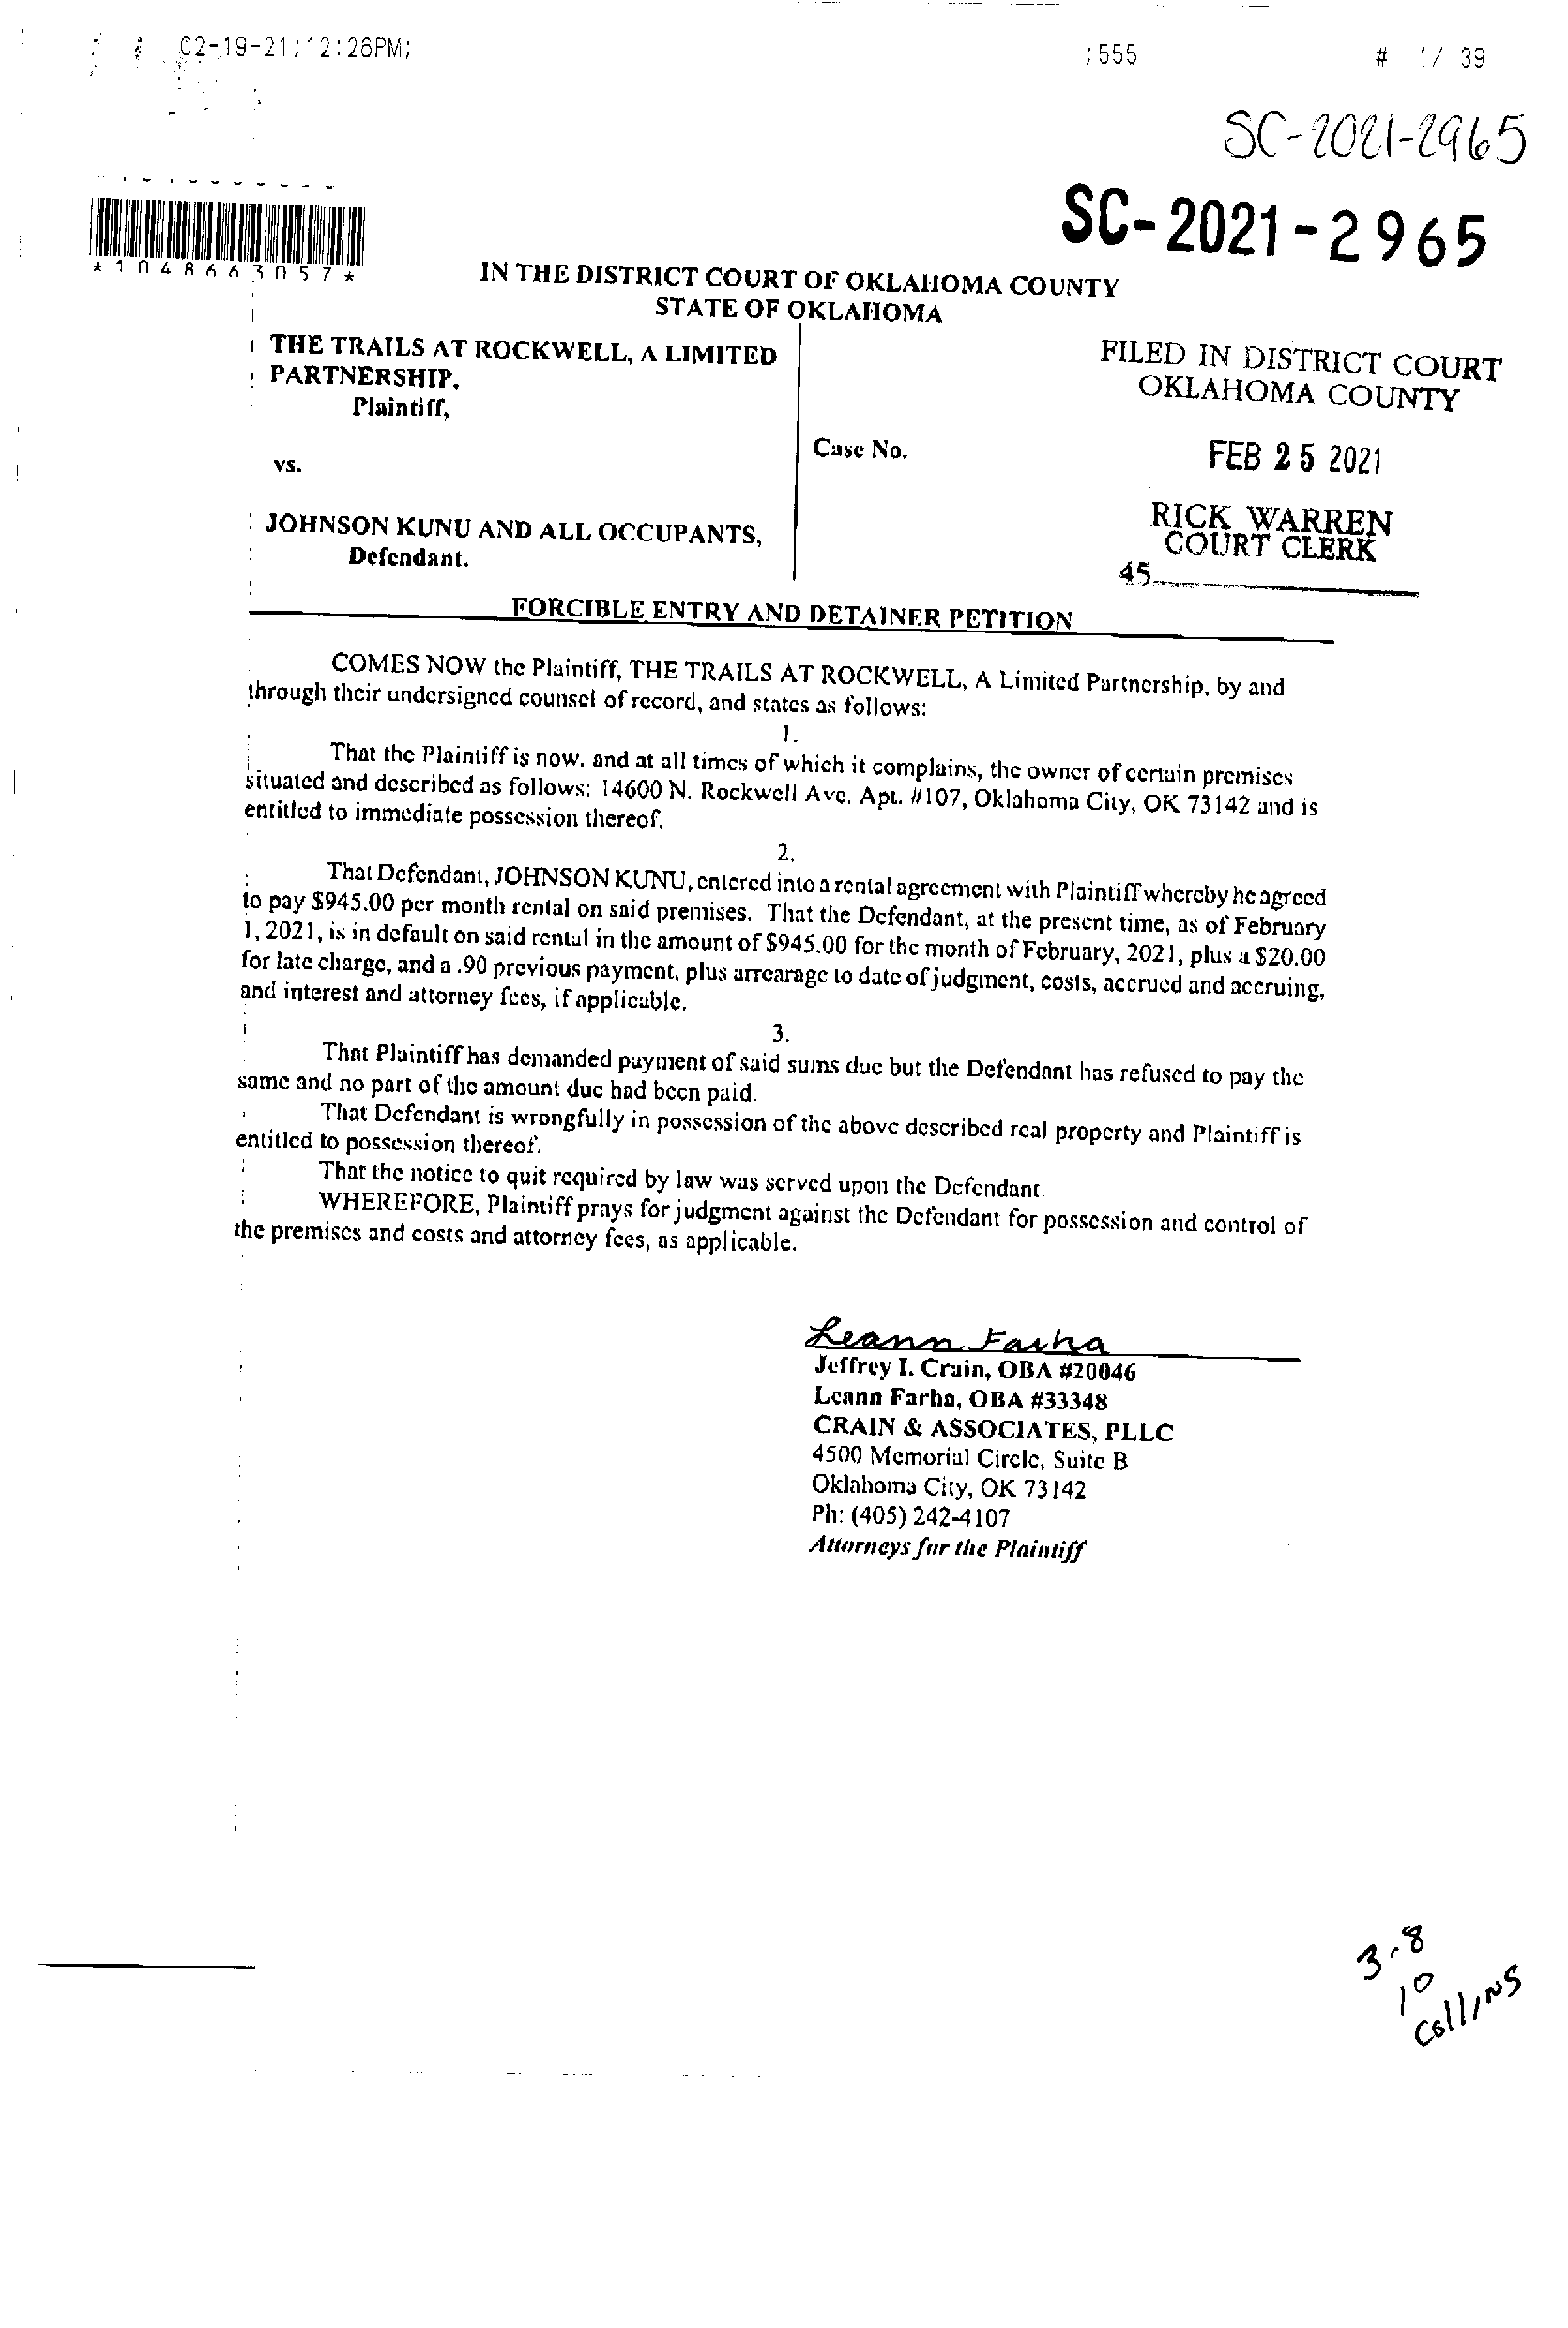 02-19-21;12:26PM;
;555
# / 39
SC-2021-2965
SC-2021-2965
*1048663057*
IN THE DISTRICT COURT OF OKLAHOMA COUNTY
STATE OF OKLAHOMA
THE TRAILS AT ROCKWELL, A LIMITED
PARTNERSHIP,
Plaintiff,
FILED IN DISTRICT COURT
OKLAHOMA COUNTY
Case No.
FEB 25 2021
vs.
JOHNSON KUNU AND ALL OCCUPANTS,
Defendant.
RICK WARREN
COURT CLERK
45
FORCIBLE ENTRY AND DETAINER PETITION
COMES NOW the Plaintiff, THE TRAILS AT ROCKWELL, A Limited Partnership, by and
through their undersigned counsel of record, and states as follows:
1.
That the Plaintiff is now, and at all times of which it complains, the owner of certain premises
situated and described as follows: 14600 N. Rockwell Ave. Apt. #107, Oklahoma City, OK 73142 and is
entitled to immediate possession thereof.
2.
That Defendant, JOHNSON KUNU, entered into a rental agreement with Plaintiff whereby he agreed
to pay $945.00 per month rental on said premises. That the Defendant, at the present time, as of February
1, 2021, is in default on said rental in the amount of $945.00 for the month of February, 2021, plus a $20.00
for late charge, and a .90 previous payment, plus arrearage to date of judgment, costs, accrued and accruing,
and interest and attorney fees, if applicable.
3.
That Plaintiff has demanded payment of said sums due but the Defendant has refused to pay the
same and no part of the amount due had been paid.
That Defendant is wrongfully in possession of the above described real property and Plaintiff is
entitled to possession thereof.
That the notice to quit required by law was served upon the Defendant.
WHEREFORE, Plaintiff prays for judgment against the Defendant for possession and control of
the premises and costs and attorney fees, as applicable.
Leann Farha
Jeffrey I. Crain, OBA #20046
Leann Farha, OBA #33348
CRAIN & ASSOCIATES, PLLC
4500 Memorial Circle, Suite B
Oklahoma City, OK 73142
Ph: (405) 242-4107
Attorneys for the Plaintiff
3-8
10
Collins